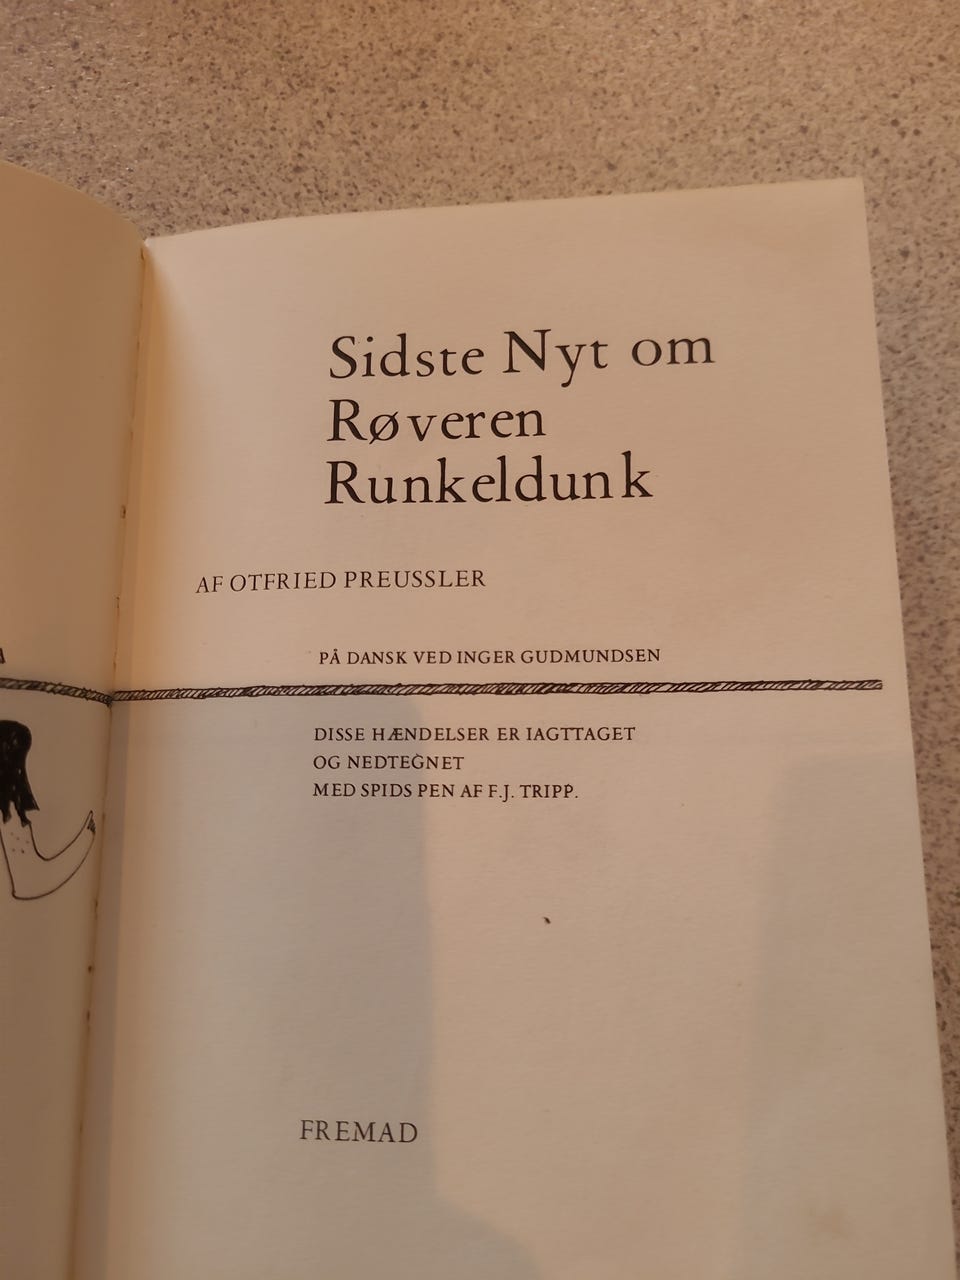 Sidste Nyt om
Røveren
Runkeldunk
AF OTFRIED PREUSSLER
PÅ DANSK VED INGER GUDMUNDSEN
DISSE HÆNDELSER ER IAGTTAGET
OG NEDTEGNET
MED SPIDS PEN AF F.J. TRIPP.
FREMAD